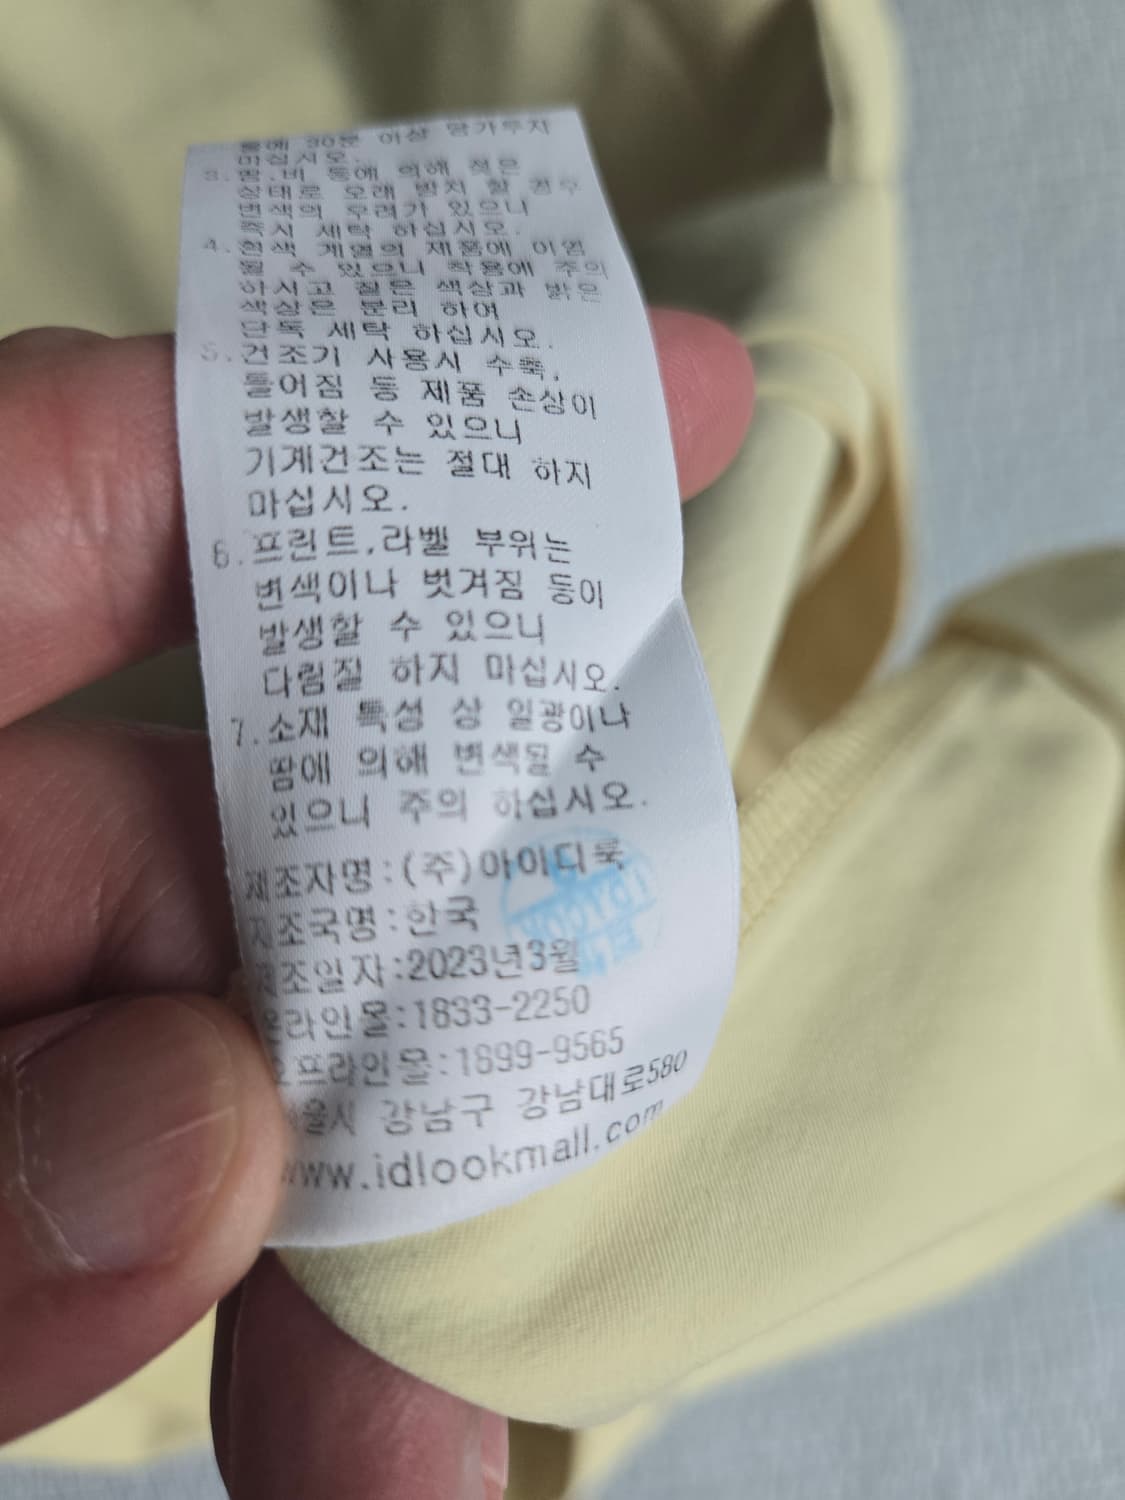 물에 30분 이상 담가두지
마십시오.
3.땀.비 등에 의해 젖은
상태로 오래 방치 할 경우
변색의 우려가 있으니
즉시 세탁 하십시오.
4.흰색 계열의 제품에 이염
될 수 있으니 착용에 주의
하시고 짙은 색상과 밝은
색상은 분리 하여
단독 세탁 하십시오.
5.건조기 사용시 수축,
틀어짐 등 제품 손상이
발생할 수 있으니
기계건조는 절대 하지
마십시오.
6.프린트,라벨 부위는
변색이나 벗겨짐 등이
발생할 수 있으니
다림질 하지 마십시오.
7.소재 특성 상 일광이나
땀에 의해 변색될 수
있으니 주의 하십시오.
제조자명:(주)아이디룩
제조국명:한국
제조일자:2023년3월
온라인몰:1833-2250
오프라인몰:1899-9565
서울시 강남구 강남대로580
www.idlookmall.com